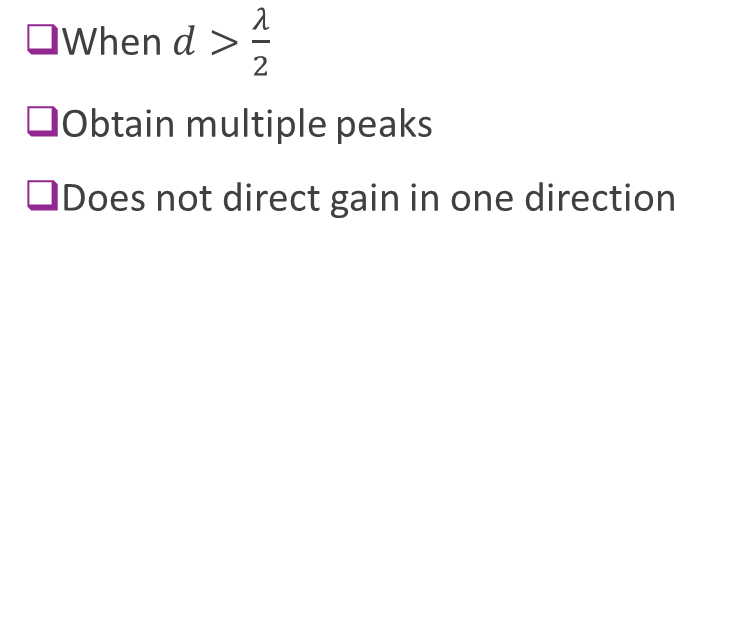 ❑When d > λ/2
❑Obtain multiple peaks
❑Does not direct gain in one direction